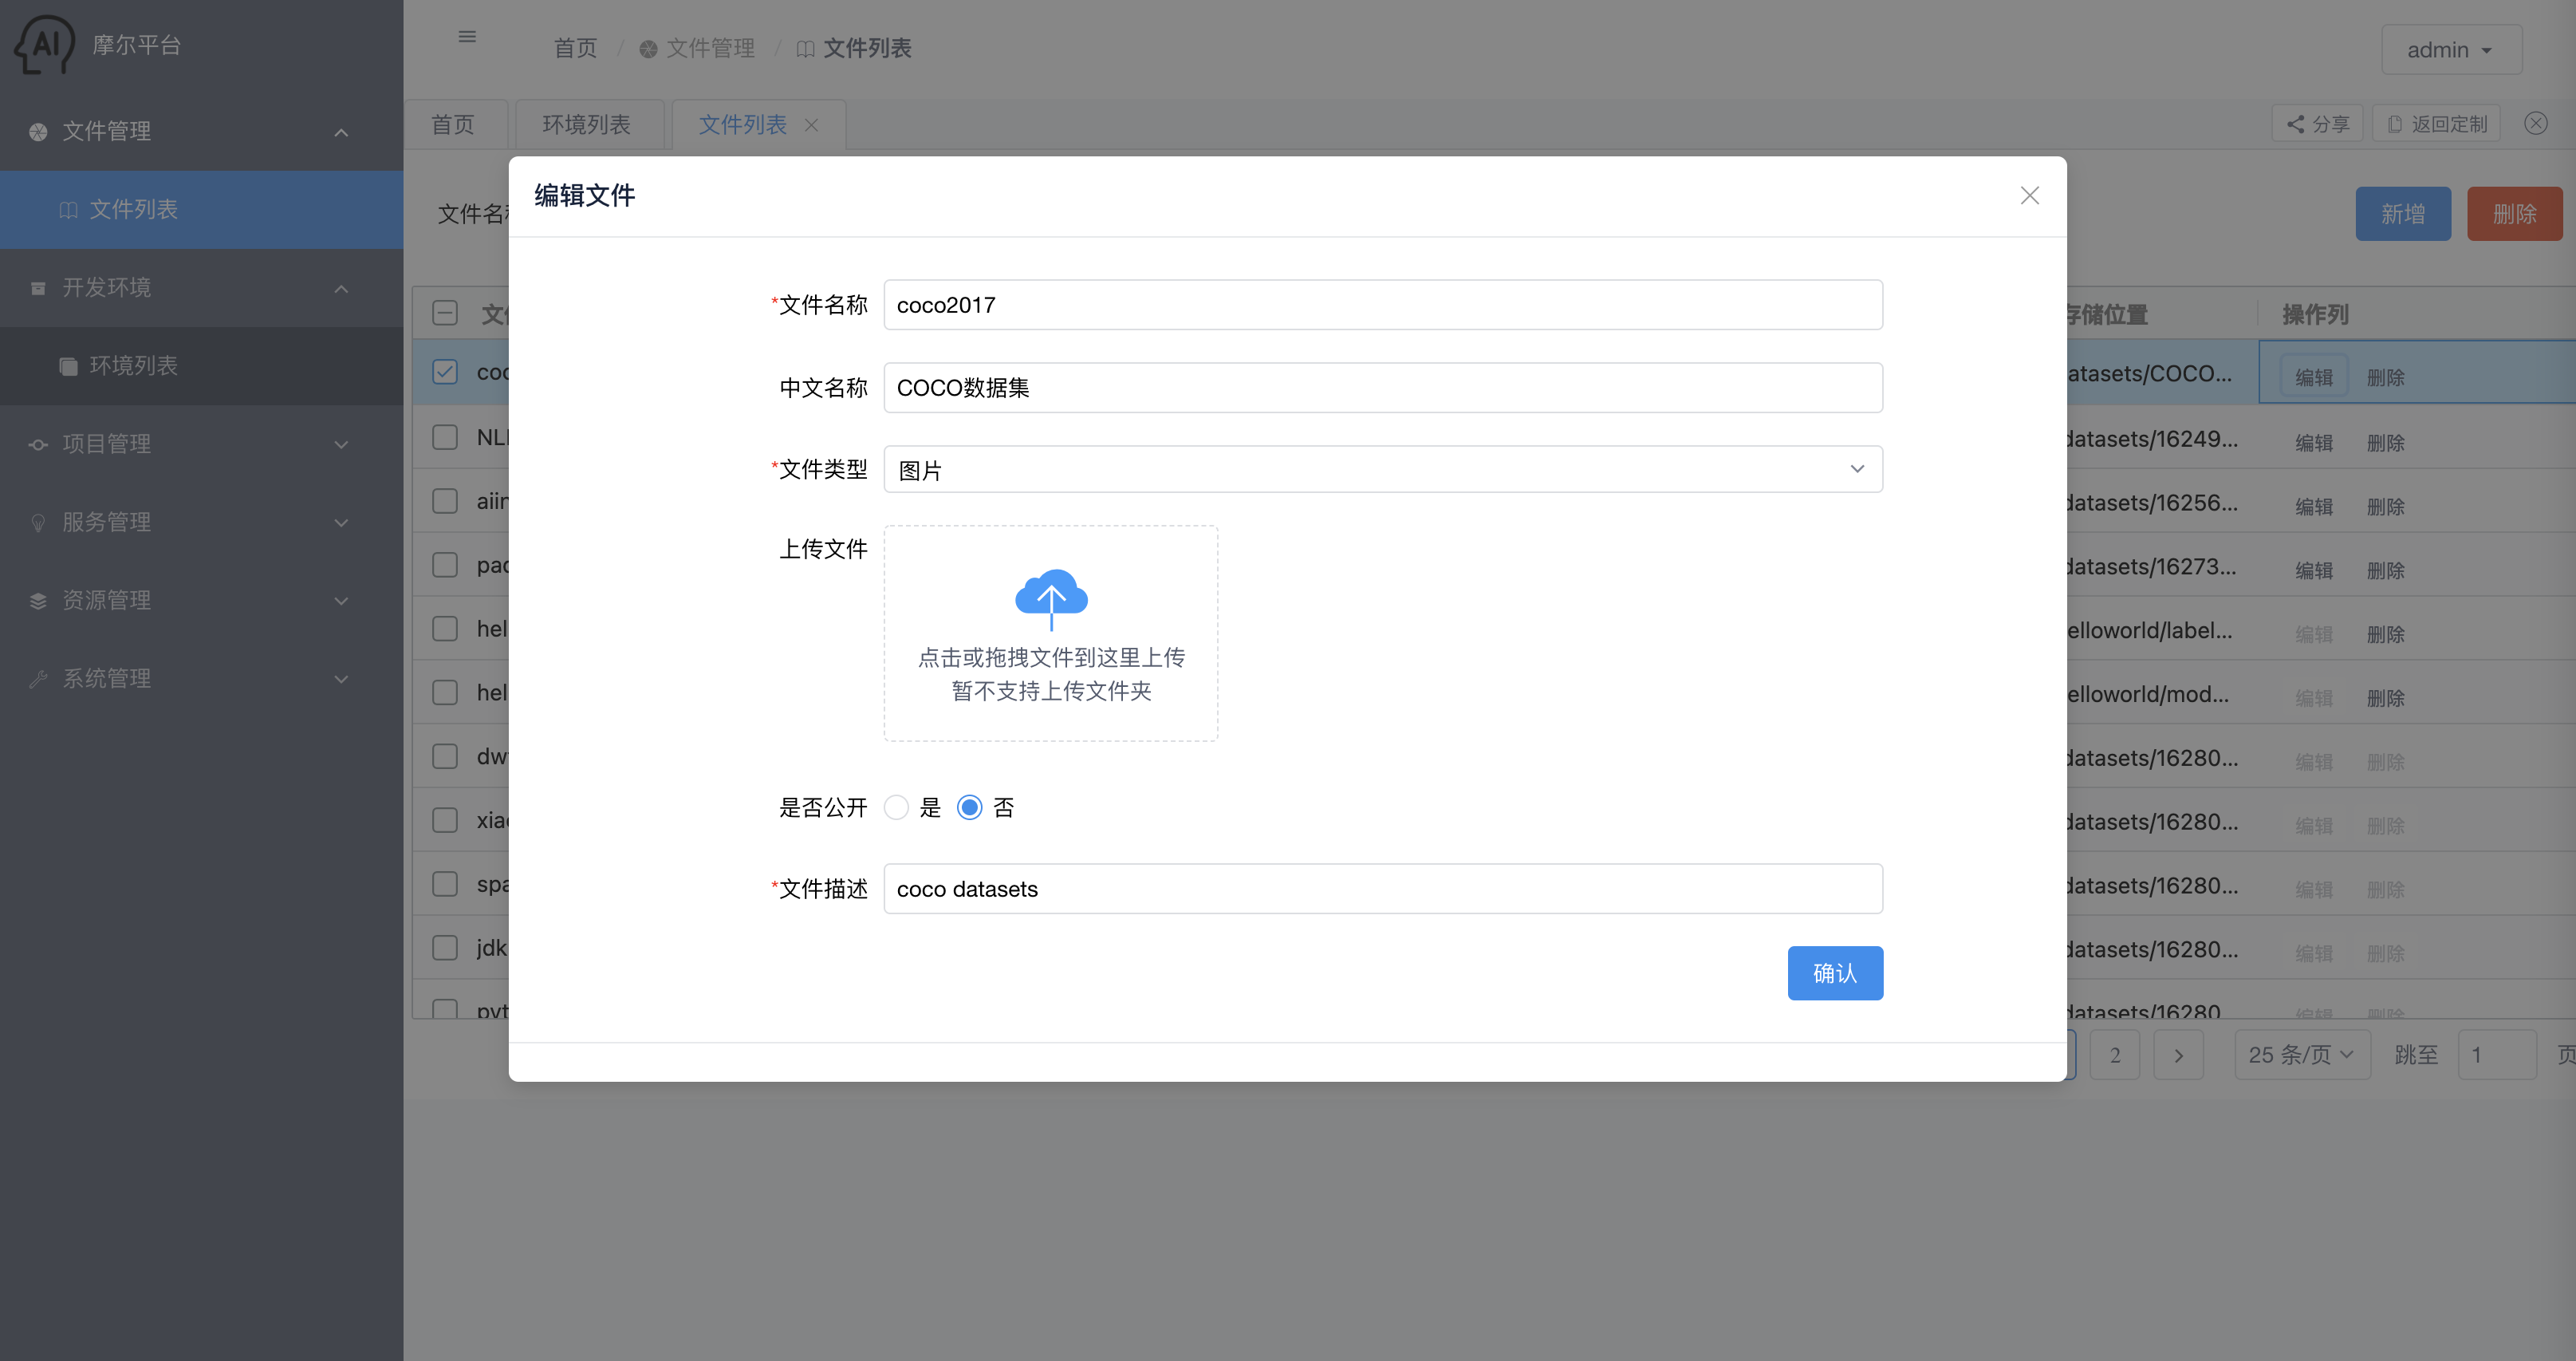 AI 摩尔平台
首页 / 文件管理 / 文件列表
admin
文件管理
文件列表
开发环境
环境列表
项目管理
服务管理
资源管理
系统管理
首页 环境列表 文件列表
分享 返回定制
新增 删除
编辑文件
*文件名称 coco2017
中文名称 COCO数据集
*文件类型 图片
上传文件
点击或拖拽文件到这里上传
暂不支持上传文件夹
是否公开 是 否
*文件描述 coco datasets
确认
文件名
存储位置 操作列
atasets/COCO... 编辑 删除
datasets/16249... 编辑 删除
datasets/16256... 编辑 删除
datasets/16273... 编辑 删除
elloworld/label... 编辑 删除
elloworld/mod... 编辑 删除
datasets/16280... 编辑 删除
datasets/16280... 编辑 删除
datasets/16280... 编辑 删除
datasets/16280... 编辑 删除
datasets/16280 编辑 删除
hel
hel
jdk
2 25 条/页 跳至 1 页